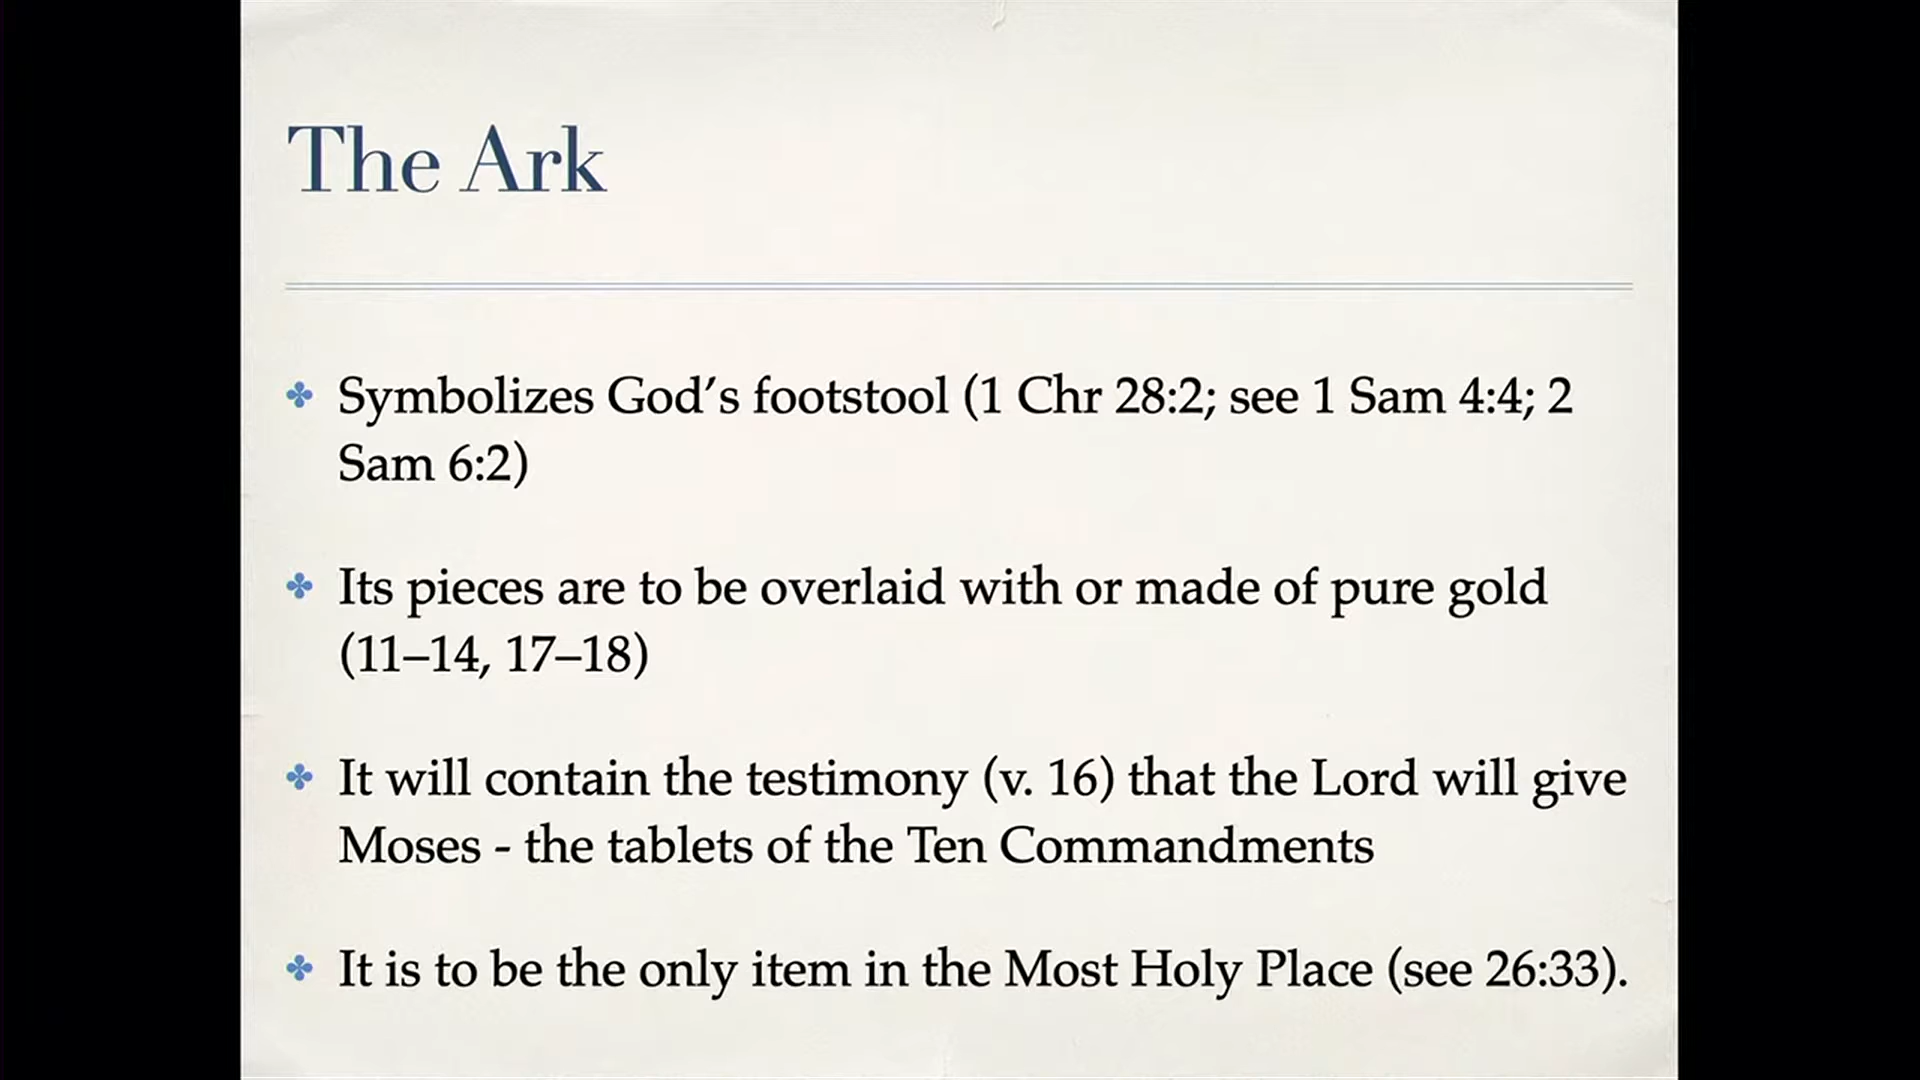 The Ark
Symbolizes God's footstool (1 Chr 28:2; see 1 Sam 4:4; 2
Sam 6:2)
Its pieces are to be overlaid with or made of pure gold
(11–14, 17–18)
It will contain the testimony (v. 16) that the Lord will give
Moses - the tablets of the Ten Commandments
It is to be the only item in the Most Holy Place (see 26:33).